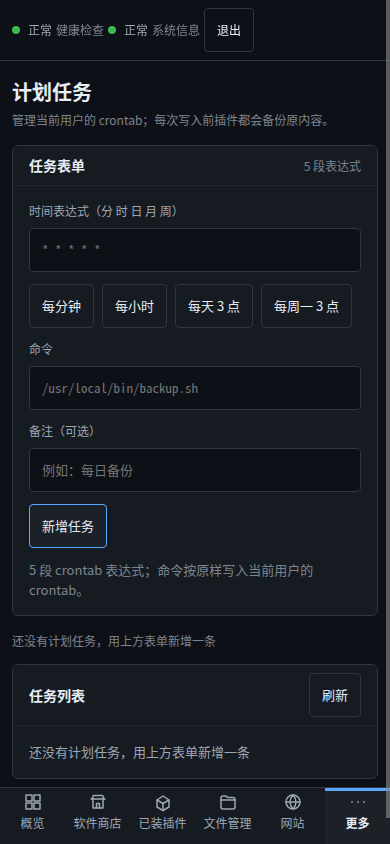 正常 健康检查 正常 系统信息 退出
计划任务
管理当前用户的 crontab；每次写入前插件都会备份原内容。
任务表单 5 段表达式
时间表达式（分 时 日 月 周）
* * * * *
每分钟 每小时 每天 3 点 每周一 3 点
命令
/usr/local/bin/backup.sh
备注（可选）
例如：每日备份
新增任务
5 段 crontab 表达式；命令按原样写入当前用户的
crontab。
还没有计划任务，用上方表单新增一条
任务列表 刷新
还没有计划任务，用上方表单新增一条
概览 软件商店 已装插件 文件管理 网站 更多